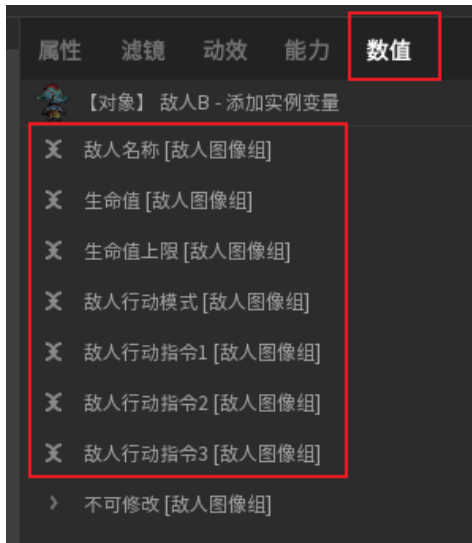 属性 滤镜 动效 能力 数值
【对象】 敌人B - 添加实例变量
敌人名称 [敌人图像组]
生命值 [敌人图像组]
生命值上限 [敌人图像组]
敌人行动模式 [敌人图像组]
敌人行动指令1 [敌人图像组]
敌人行动指令2 [敌人图像组]
敌人行动指令3 [敌人图像组]
不可修改 [敌人图像组]